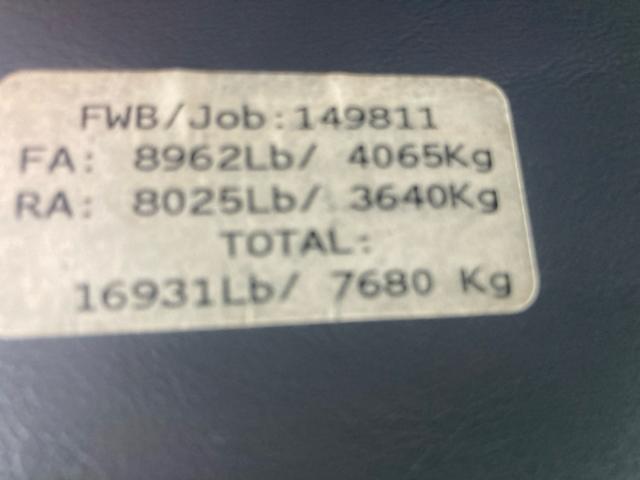 FWB/Job:149811
FA: 8962Lb/ 4065Kg
RA: 8025Lb/ 3640Kg
TOTAL:
16931Lb/ 7680 Kg